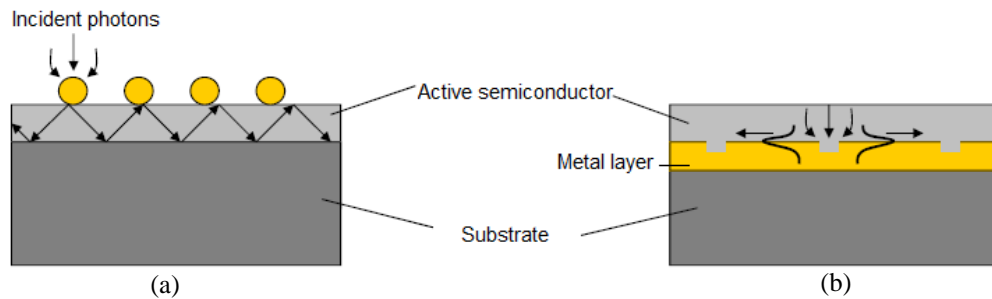 Incident photons
Active semiconductor
Metal layer
Substrate
(a)
(b)